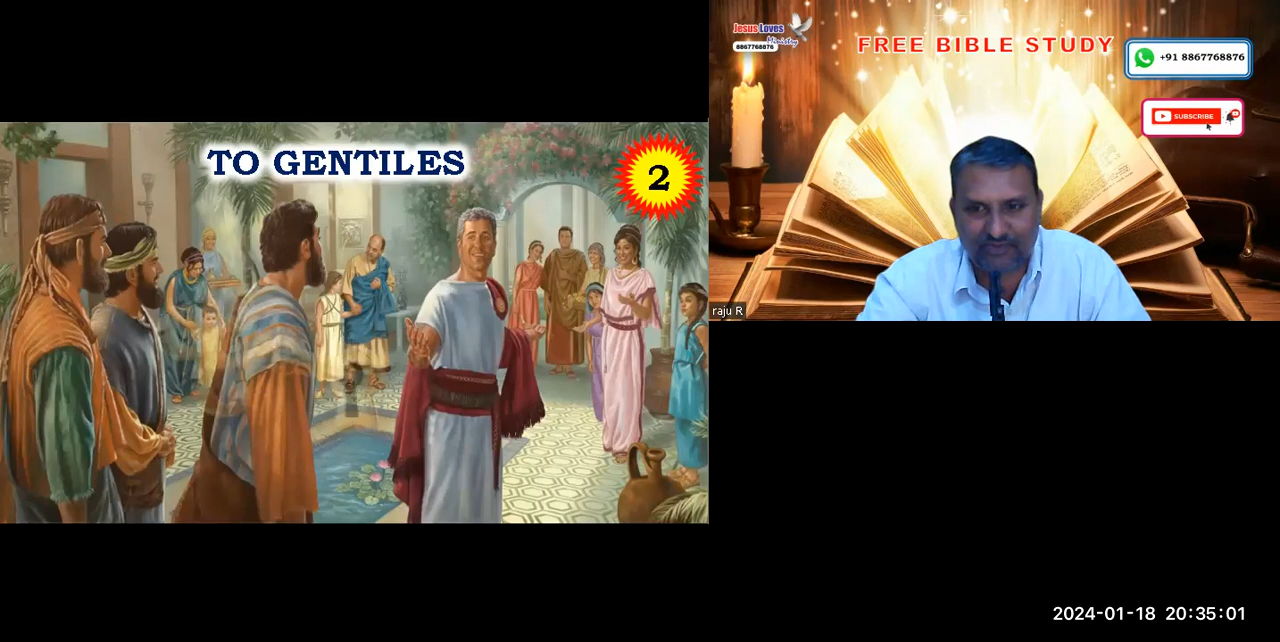 TO GENTILES
2
Jesus Loves
Ministry
8867768876
FREE BIBLE STUDY
+91 8867768876
SUBSCRIBE
raju R
2024-01-18 20:35:01